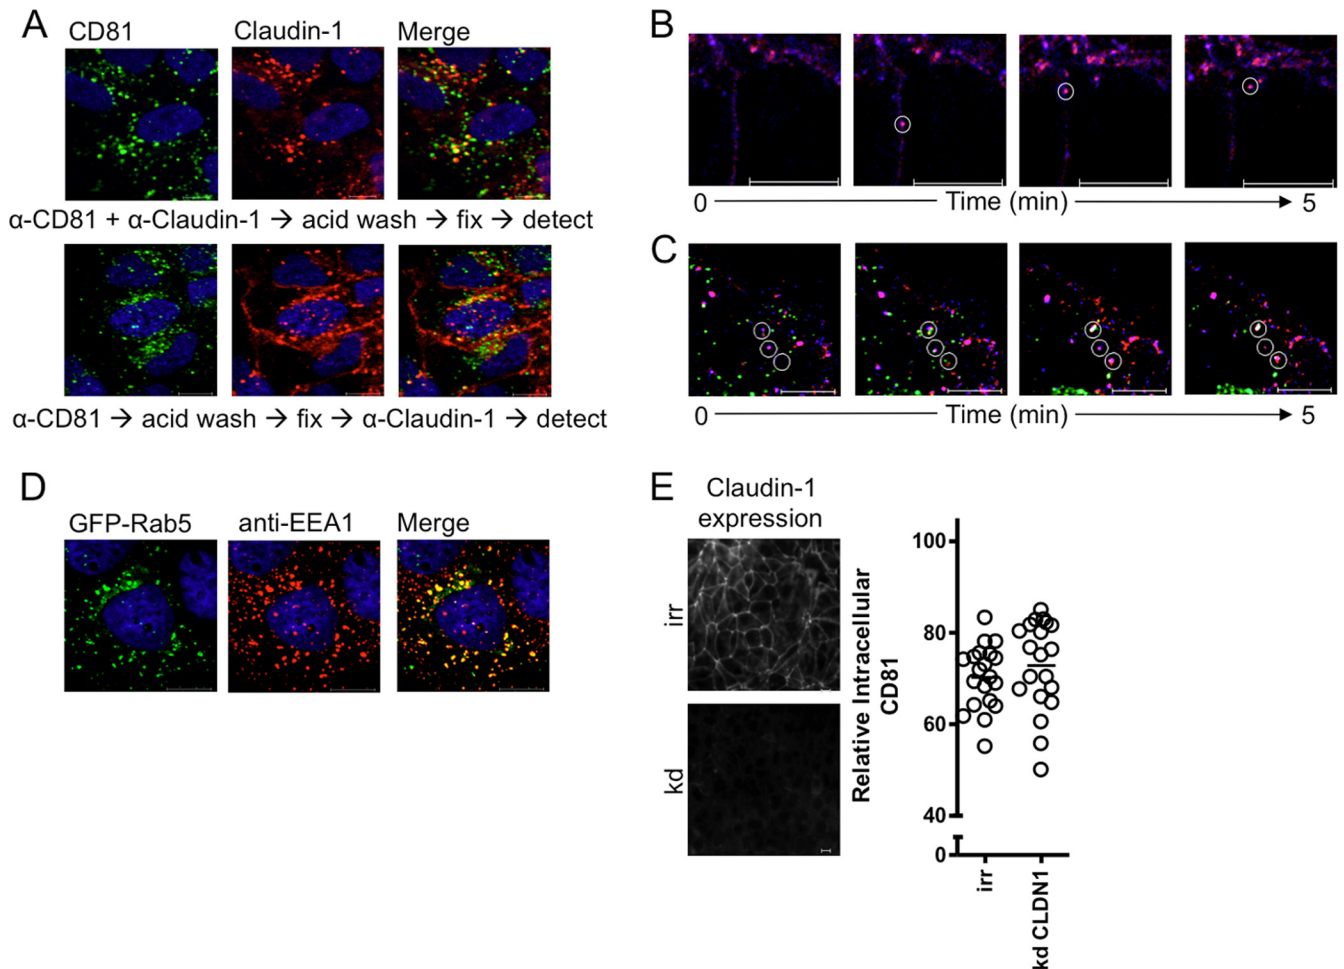 A
CD81 Claudin-1 Merge
α-CD81 + α-Claudin-1 → acid wash → fix → detect
α-CD81 → acid wash → fix → α-Claudin-1 → detect
B
0 Time (min) 5
C
0 Time (min) 5
D
GFP-Rab5 anti-EEA1 Merge
E
Claudin-1
expression
irr
kd
Relative Intracellular
CD81
100
80
60
40
0
irr
kd CLDN1